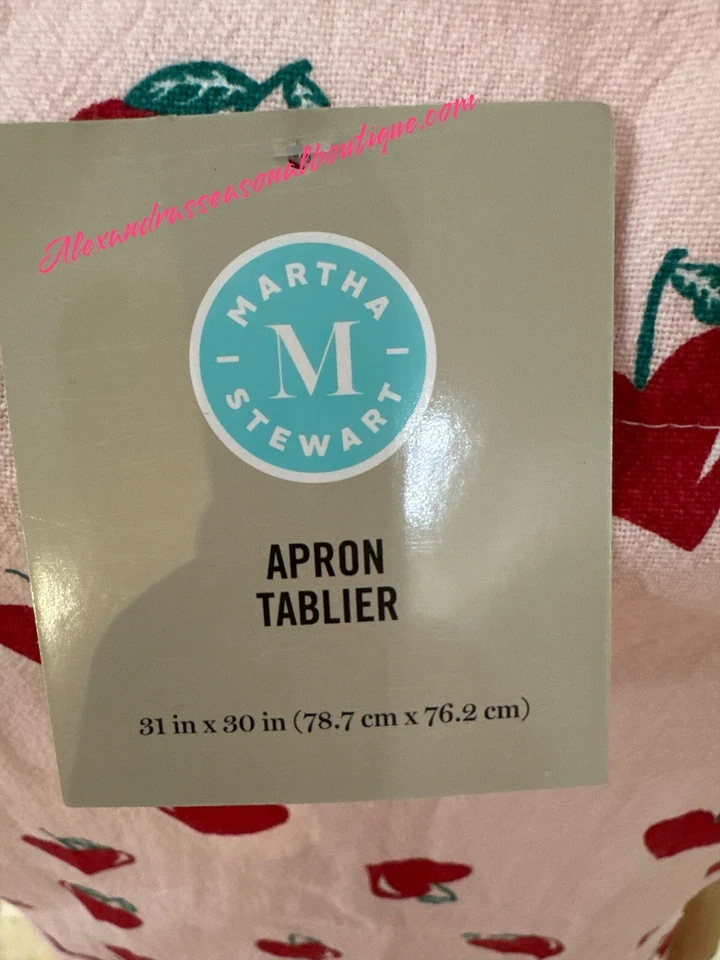 Alexandrasseasonalboutique.com
MARTHA
M
STEWART
APRON
TABLIER
31 in x 30 in (78.7 cm x 76.2 cm)